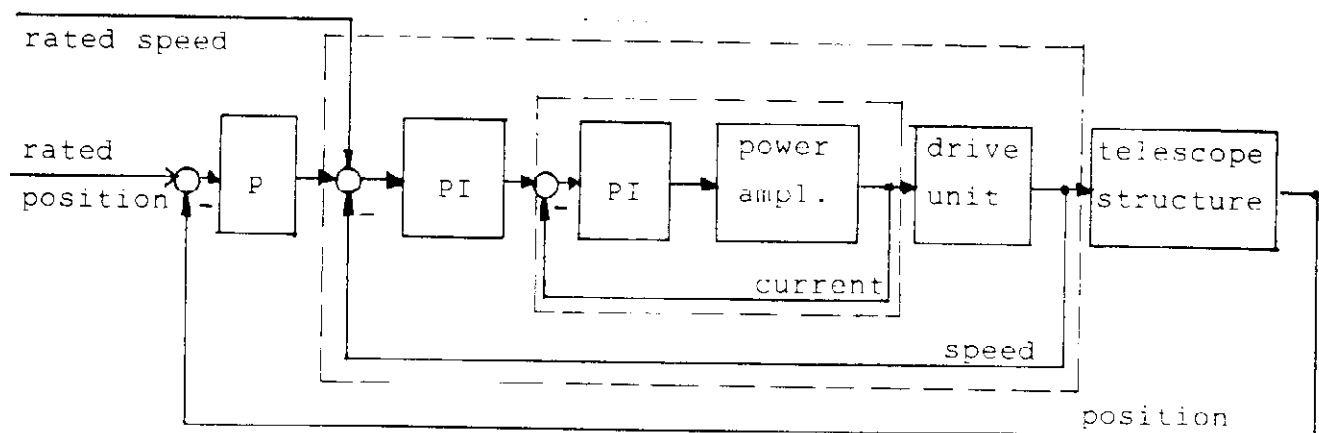 rated speed
rated
position
P
PI
PI
power
ampl.
drive
unit
telescope
structure
current
speed
position